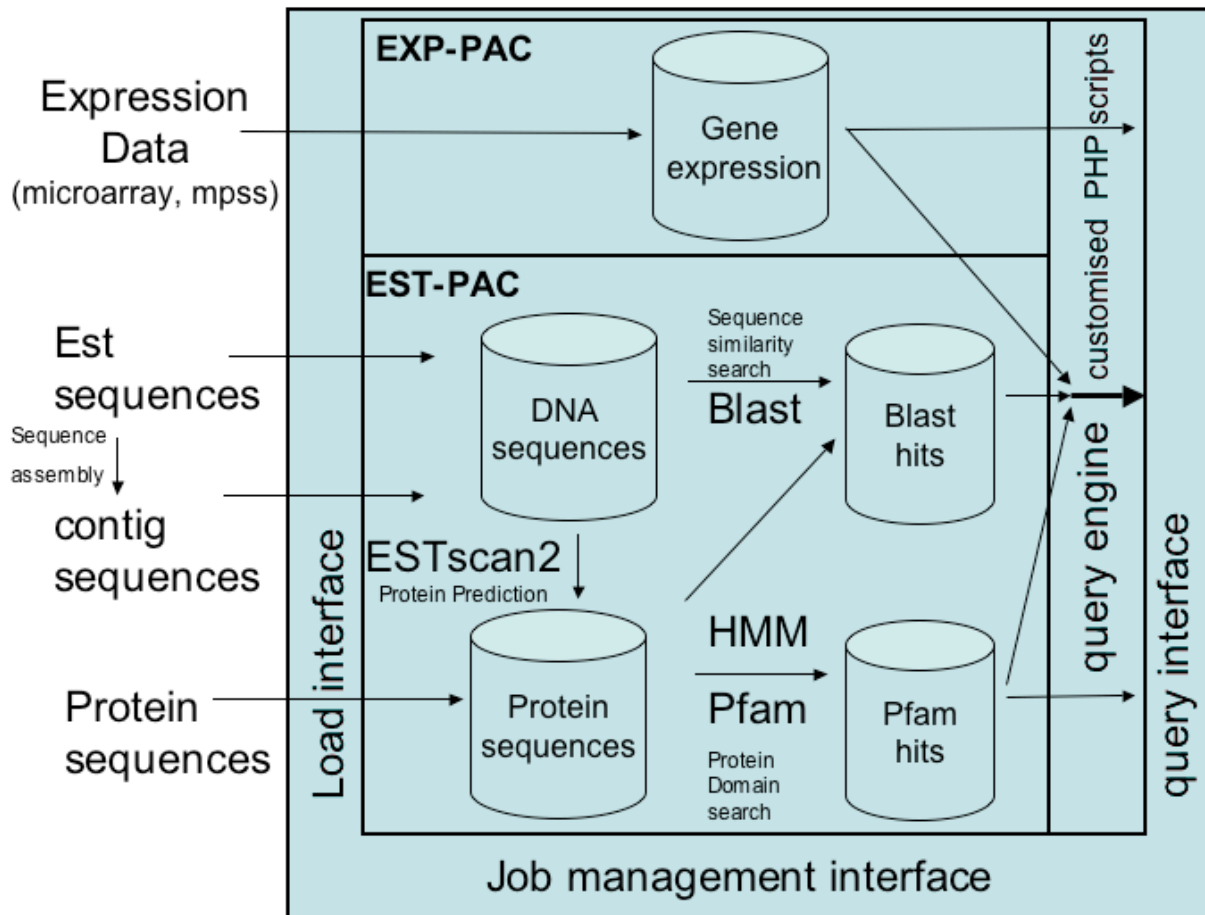 EXP-PAC
Expression
Data
(microarray, mpss)
Gene
expression
EST-PAC
Est
sequences
Sequence
assembly
contig
sequences
Protein
sequences
Load interface
DNA
sequences
Sequence
similarity
search
Blast
Blast
hits
ESTscan2
Protein Prediction
Protein
sequences
HMM
Pfam
Protein
Domain
search
Pfam
hits
query engine
customised PHP scripts
query interface
Job management interface